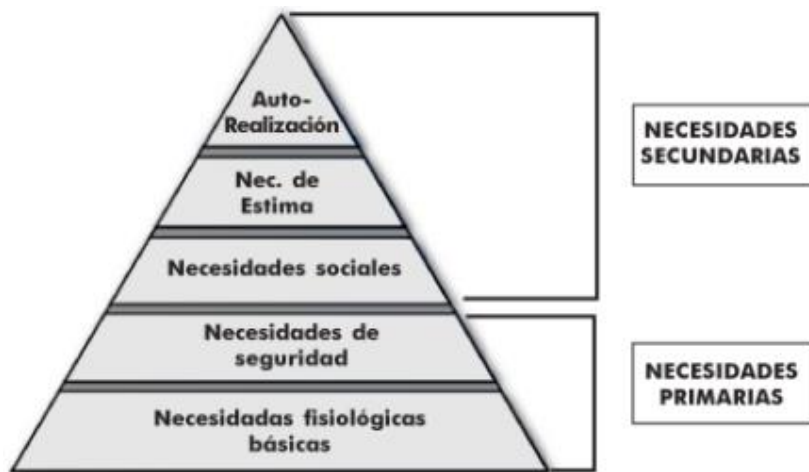 Auto-
Realización
Nec. de
Estima
Necesidades sociales
Necesidades de
seguridad
Necesidadas fisiológicas
básicas
NECESIDADES
SECUNDARIAS
NECESIDADES
PRIMARIAS